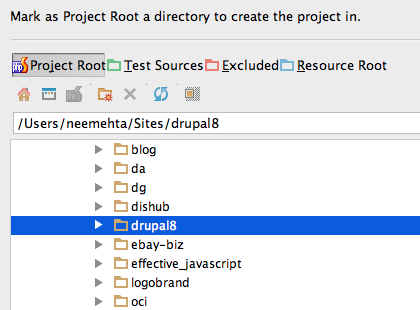 Mark as Project Root a directory to create the project in.
Project Root Test Sources Excluded Resource Root
/Users/neemehta/Sites/drupal8
blog
da
dg
dishub
drupal8
ebay-biz
effective_javascript
logobrand
oci